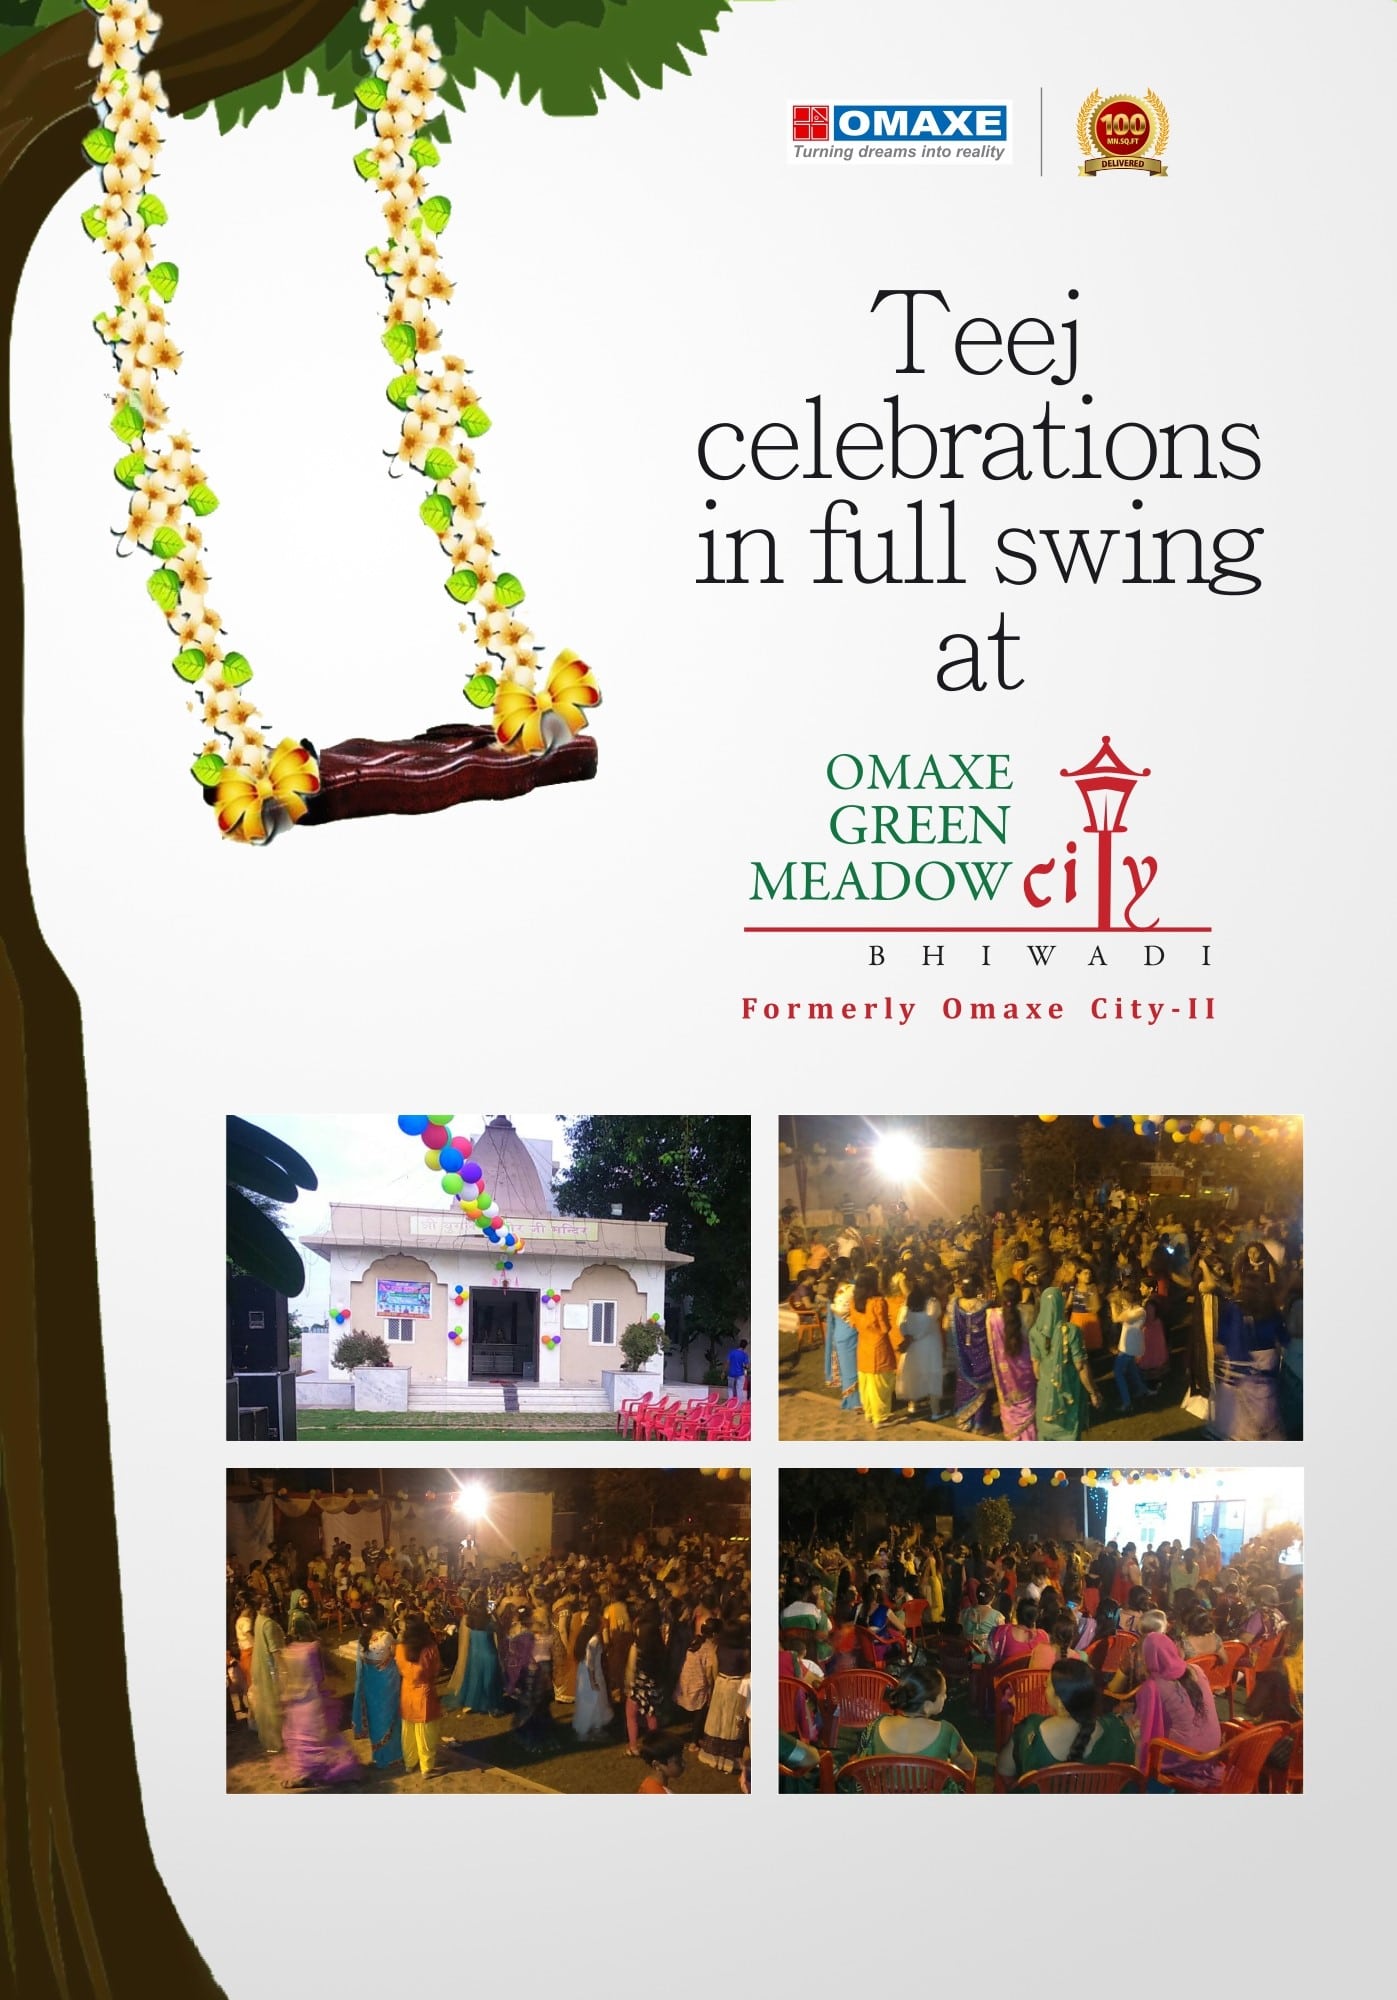 OMAXE
Turning dreams into reality
100
MN.SQ.FT
DELIVERED
Teej
celebrations
in full swing
at
OMAXE
GREEN
MEADOW city
BHIWADI
Formerly Omaxe City-II
श्री जी मन्दिर